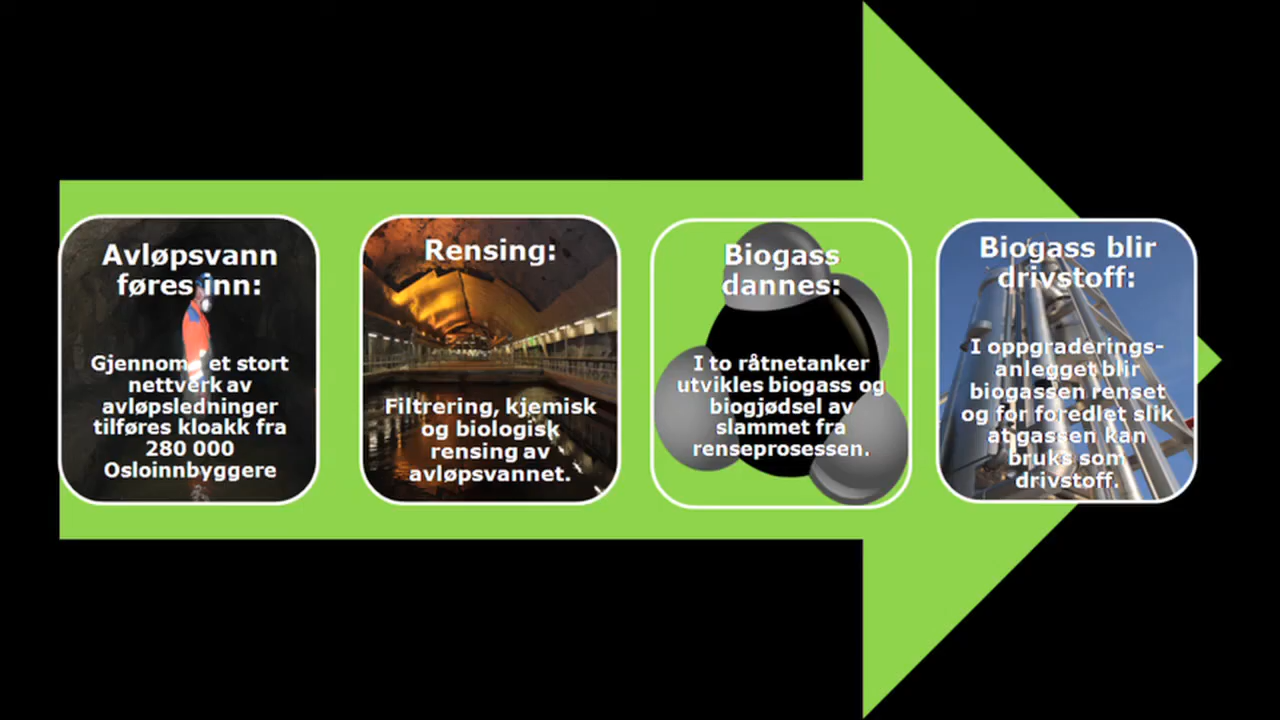 Avløpsvann
føres inn:
Gjennom et stort
nettverk av
avløpsledninger
tilføres kloakk fra
280 000
Osloinnbyggere
Rensing:
Filtrering, kjemisk
og biologisk
rensing av
avløpsvannet.
Biogass
dannes:
I to råtnetanker
utvikles biogass og
biogjødsel av
slammet fra
renseprosessen.
Biogass blir
drivstoff:
I oppgraderings-
anlegget blir
biogassen renset
og for foredlet slik
at gassen kan
bruks som
drivstoff.